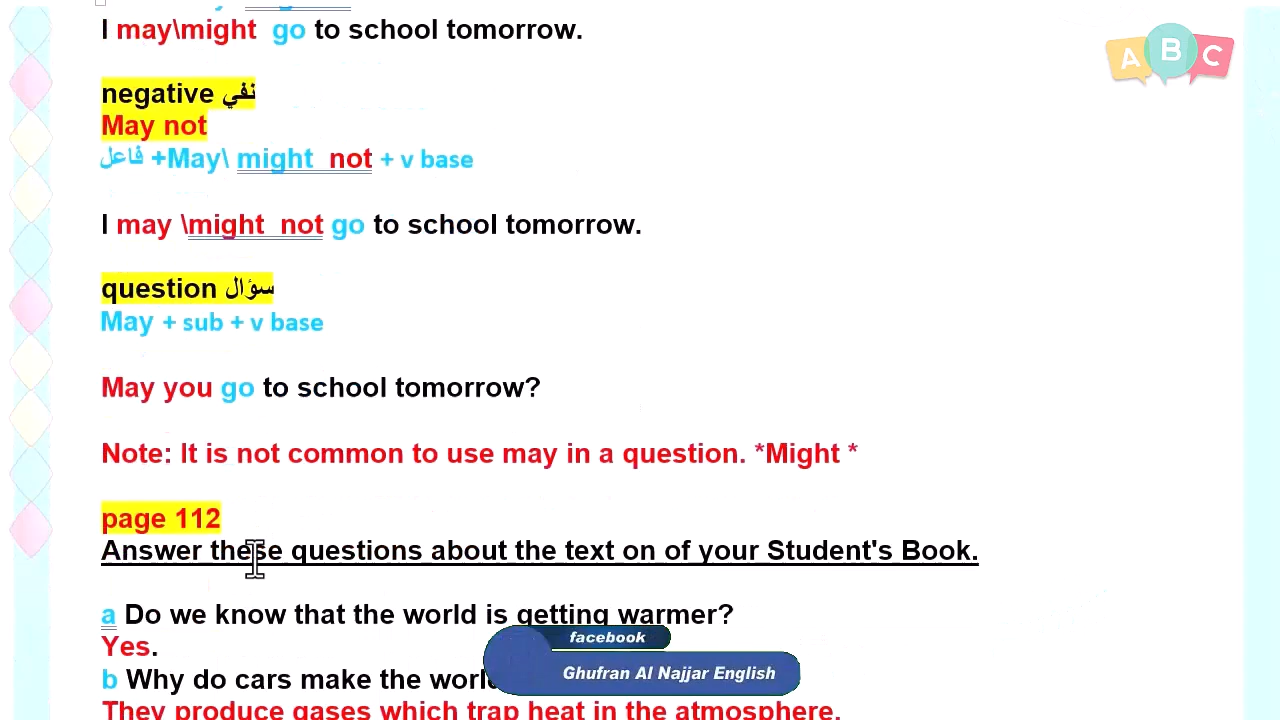 I may\might go to school tomorrow.
A B C
negative نفي
May not
فاعل +May\ might not + v base
I may \might not go to school tomorrow.
question سؤال
May + sub + v base
May you go to school tomorrow?
Note: It is not common to use may in a question. *Might *
page 112
Answer these questions about the text on of your Student's Book.
a Do we know that the world is getting warmer?
Yes.
b Why do cars make the world
facebook
Ghufran Al Najjar English
They produce gases which trap heat in the atmosphere.